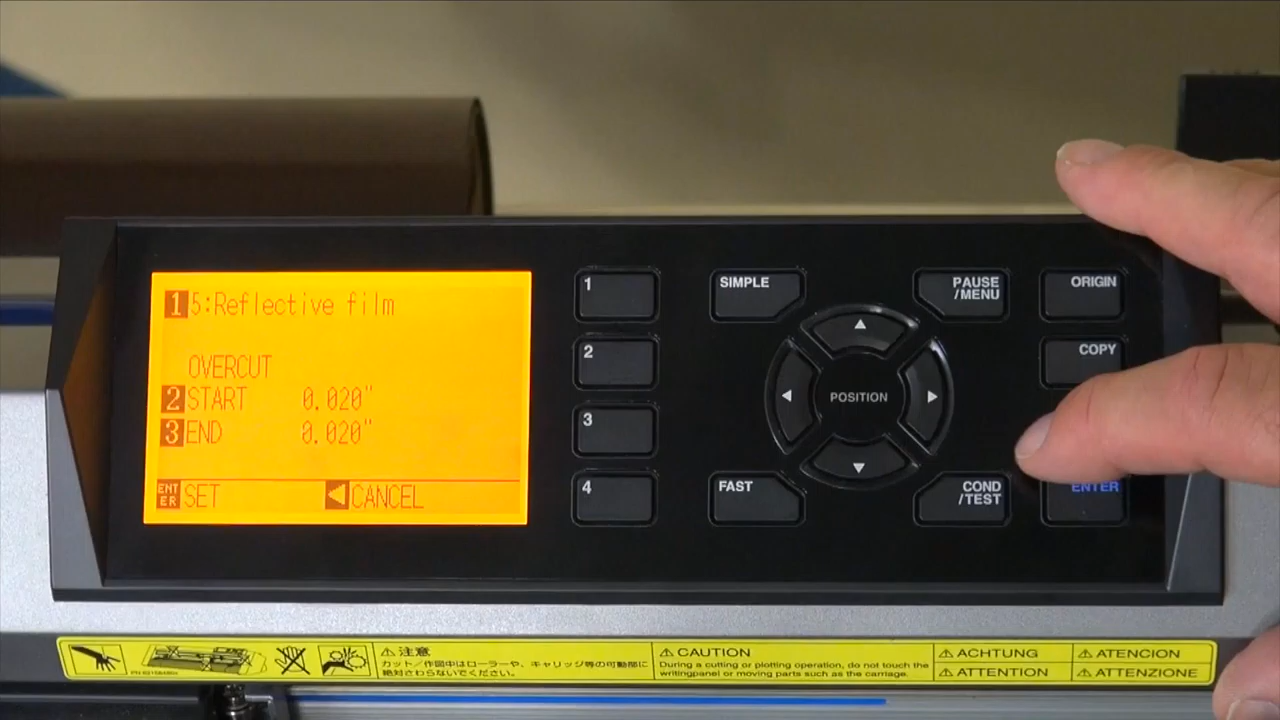 1 5:Reflective film
OVERCUT
2 START 0.020"
3 END 0.020"
ENTER SET ◀ CANCEL
1
2
3
4
SIMPLE
PAUSE
/MENU
ORIGIN
COPY
▲
◀ POSITION ▶
▼
FAST
COND
/TEST
ENTER
⚠注意
カット/作図中はローラーや、キャリッジ等の可動部に
絶対さわらないでください。
⚠CAUTION
During a cutting or plotting operation, do not touch the
writingpanel or moving parts such as the carriage.
⚠ACHTUNG
⚠ATENCION
⚠ATTENTION
⚠ATTENZIONE